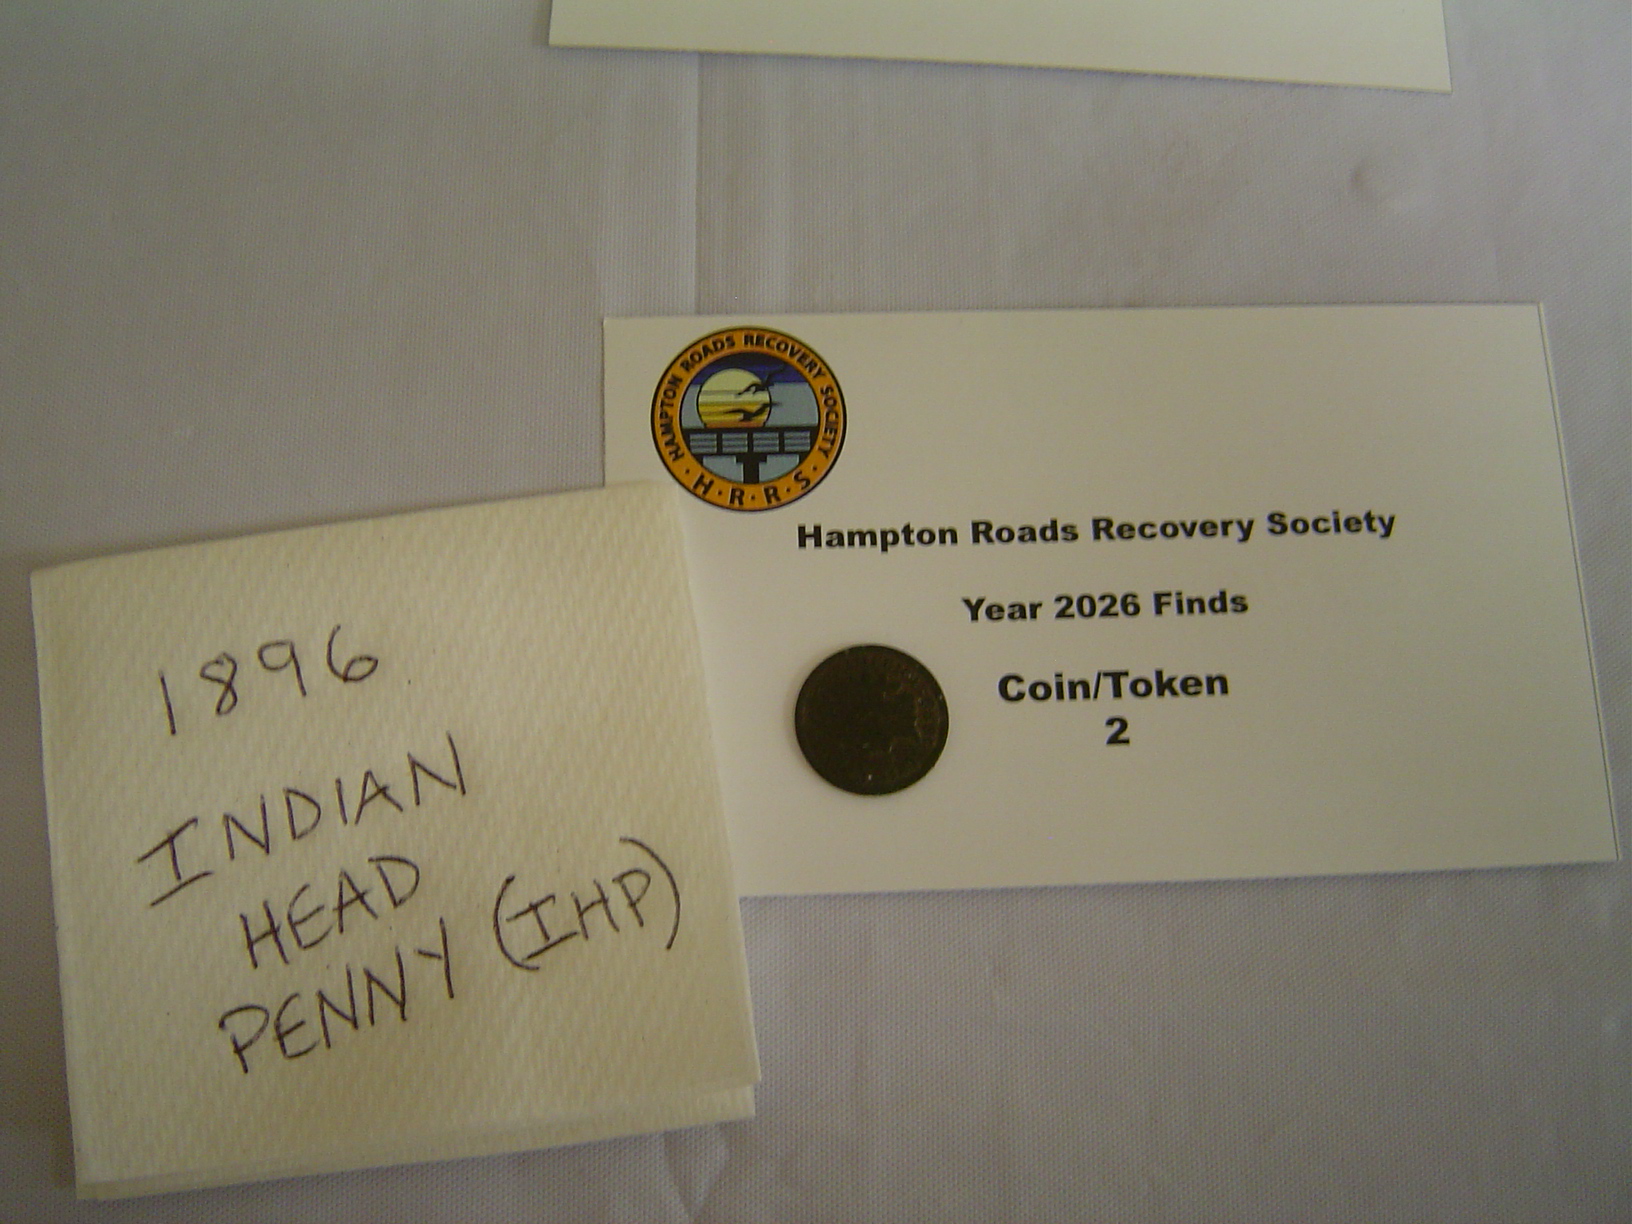 HAMPTON ROADS RECOVERY SOCIETY
H·R·R·S
Hampton Roads Recovery Society
Year 2026 Finds
Coin/Token
2
1896
INDIAN
HEAD
PENNY (IHP)